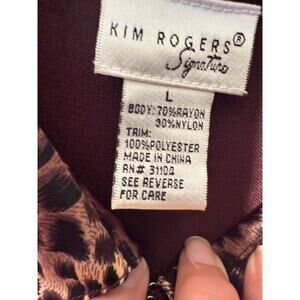 KIM ROGERS®
Signature
L
BODY: 70%RAYON
30%NYLON
TRIM:
100%POLYESTER
MADE IN CHINA
RN# 31102
SEE REVERSE
FOR CARE